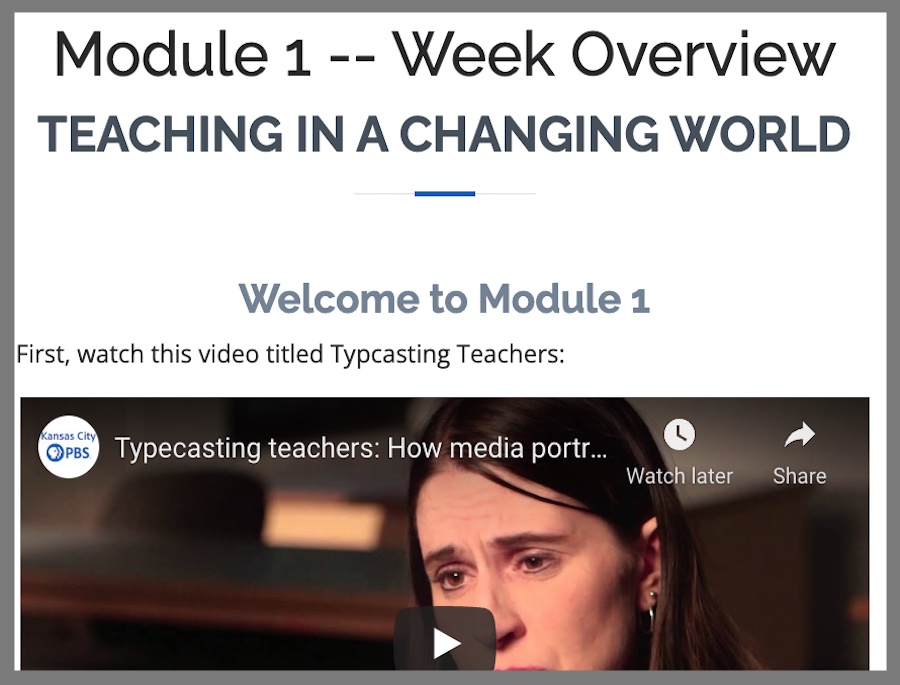 Module 1 -- Week Overview
TEACHING IN A CHANGING WORLD
Welcome to Module 1
First, watch this video titled Typcasting Teachers:
Kansas City
PBS
Typecasting teachers: How media portr...
Watch later
Share